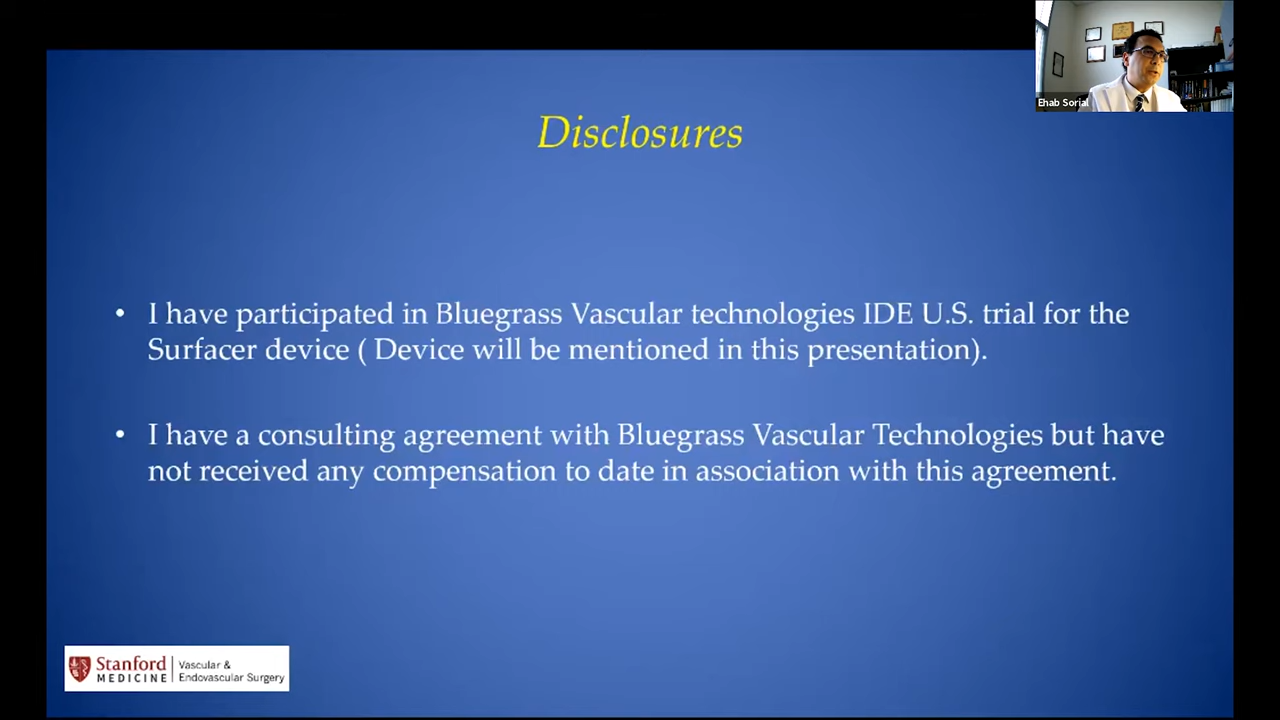 Ehab Sorial
Disclosures
• I have participated in Bluegrass Vascular technologies IDE U.S. trial for the
Surfacer device ( Device will be mentioned in this presentation).
• I have a consulting agreement with Bluegrass Vascular Technologies but have
not received any compensation to date in association with this agreement.
Stanford
MEDICINE
Vascular &
Endovascular Surgery